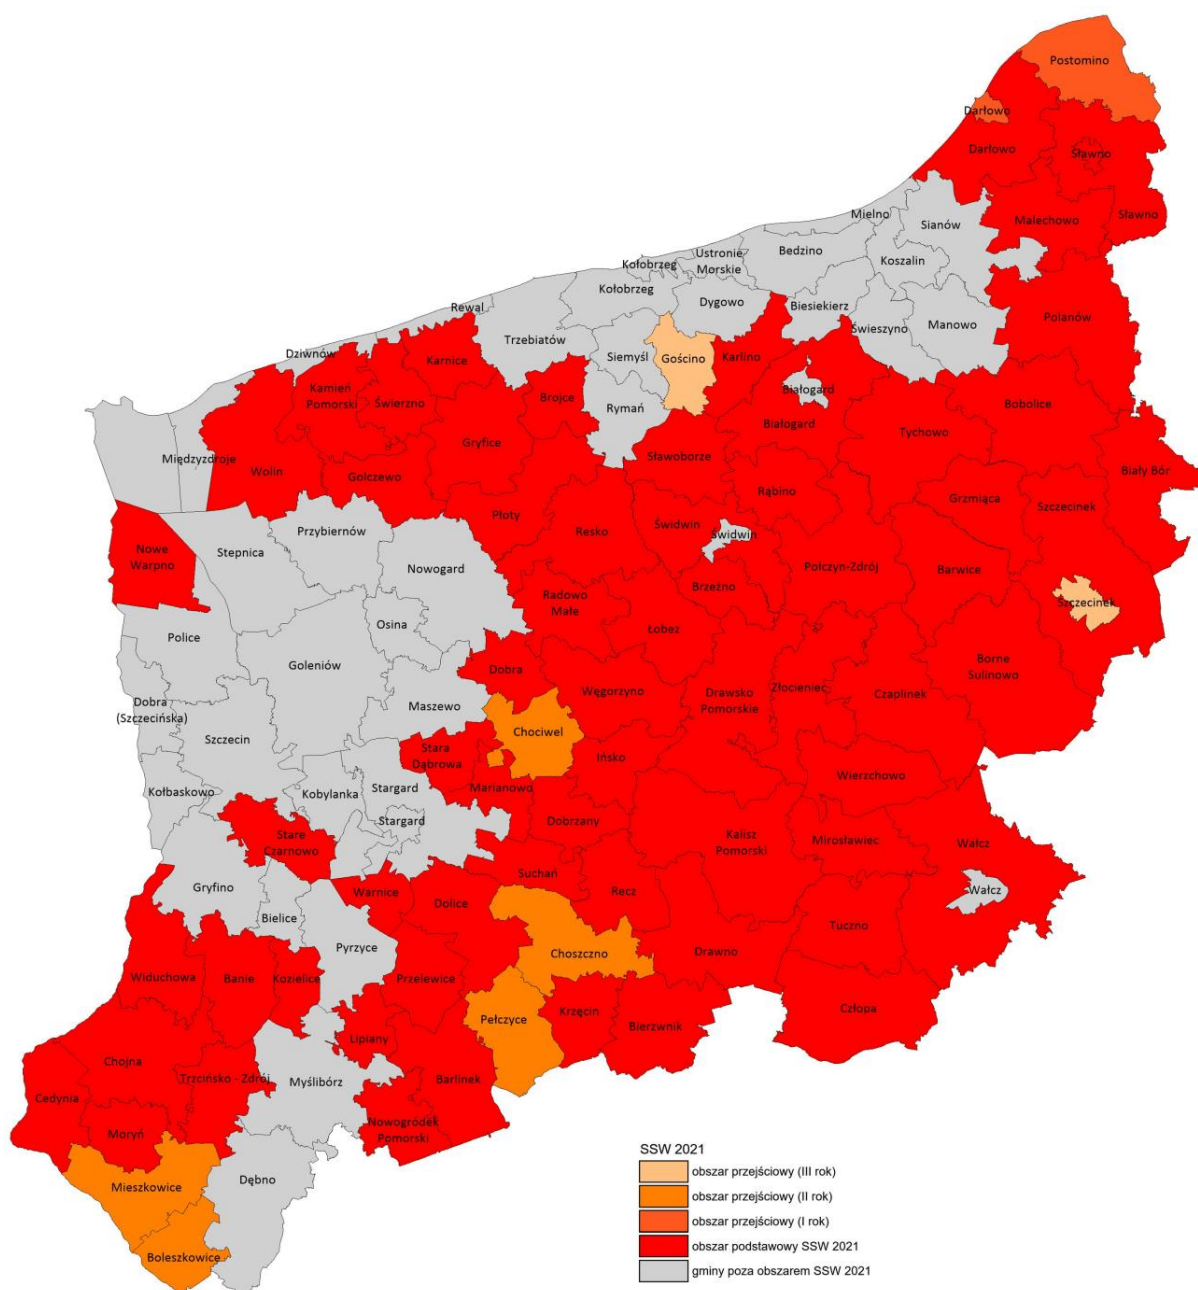 Postomino
Darłowo
Darłowo
Sławno
Mielno
Sianów
Malechowo
Sławno
Ustronie
Morskie
Bedzino
Koszalin
Kołobrzeg
Kołobrzeg
Dygowo
Biesiekierz
Świeszyno
Manowo
Polanów
Rewal
Trzebiatów
Dziwnów
Karnice
Siemyśl
Gościno
Karlino
Kamień
Pomorski
Świerzno
Brojce
Rymań
Białogard
Białogard
Tychowo
Bobolice
Międzyzdroje
Wolin
Golczewo
Gryfice
Sławoborze
Rąbino
Grzmiąca
Szczecinek
Biały Bór
Płoty
Resko
Świdwin
Świdwin
Nowe
Warpno
Stepnica
Przybiernów
Nowogard
Radowo
Małe
Brzeżno
Połczyn-Zdrój
Barwice
Szczecinek
Police
Osina
Łobez
Goleniów
Dobra
Węgorzyno
Drawsko
Pomorskie
Złocieniec
Czaplinek
Borne
Sulinowo
Dobra
(Szczecińska)
Maszewo
Chociwel
Szczecin
Stara
Dąbrowa
Ińsko
Wierzchowo
Kołbaskowo
Kobylanka
Stargard
Marianowo
Stargard
Dobrzany
Kalisz
Pomorski
Mirosławiec
Wałcz
Stare
Czarnowo
Suchań
Recz
Wałcz
Gryfino
Bielice
Warnice
Dolice
Tuczno
Pyrzyce
Choszczno
Drawno
Widuchowa
Banie
Kozielice
Przelewice
Człopa
Pełczyce
Krzęcin
Bierzwnik
Lipiany
Chojna
Trzcińsko - Zdrój
Myślibórz
Barlinek
Cedynia
Moryń
Nowogródek
Pomorski
Mieszkowice
Dębno
Boleszkowice
SSW 2021
obszar przejściowy (III rok)
obszar przejściowy (II rok)
obszar przejściowy (I rok)
obszar podstawowy SSW 2021
gminy poza obszarem SSW 2021